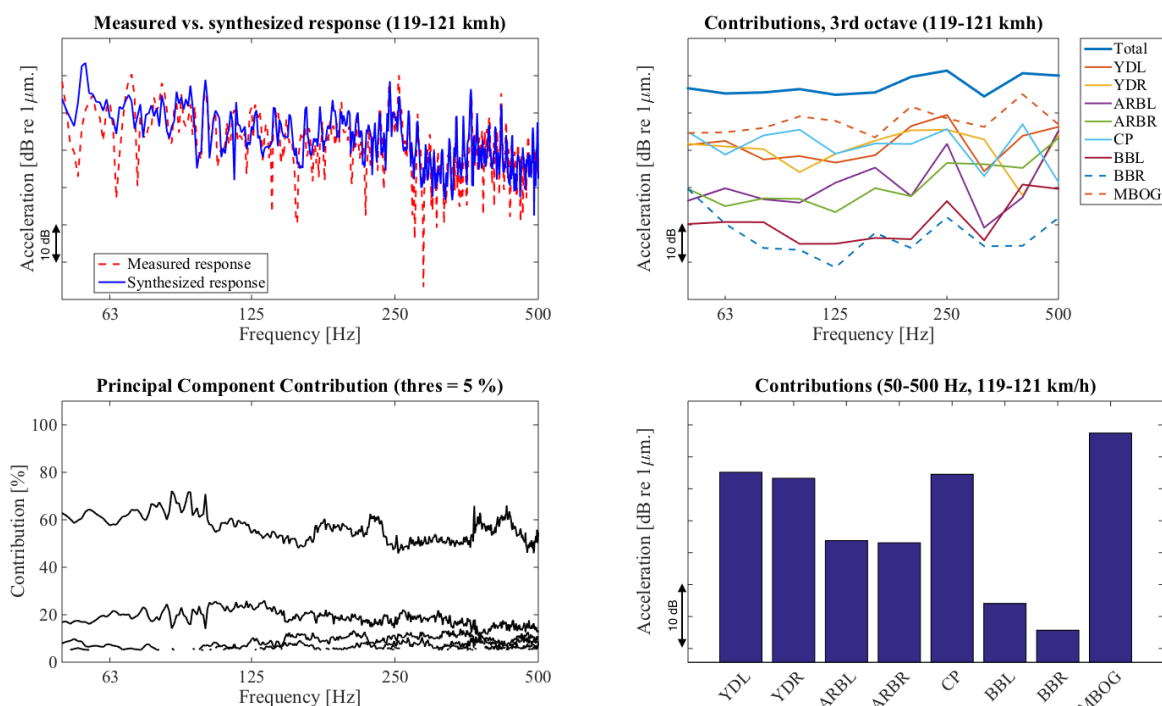 Measured vs. synthesized response (119-121 kmh)
Acceleration [dB re 1μm.]
10 dB
Measured response
Synthesized response
63
125
250
500
Frequency [Hz]
Contributions, 3rd octave (119-121 kmh)
Acceleration [dB re 1μm.]
10 dB
63
125
250
500
Frequency [Hz]
Total
YDL
YDR
ARBL
ARBR
CP
BBL
BBR
MBOG
Principal Component Contribution (thres = 5 %)
Contribution [%]
100
80
60
40
20
0
63
125
250
500
Frequency [Hz]
Contributions (50-500 Hz, 119-121 km/h)
Acceleration [dB re 1μm.]
10 dB
YDL
YDR
ARBL
ARBR
CP
BBL
BBR
MBOG